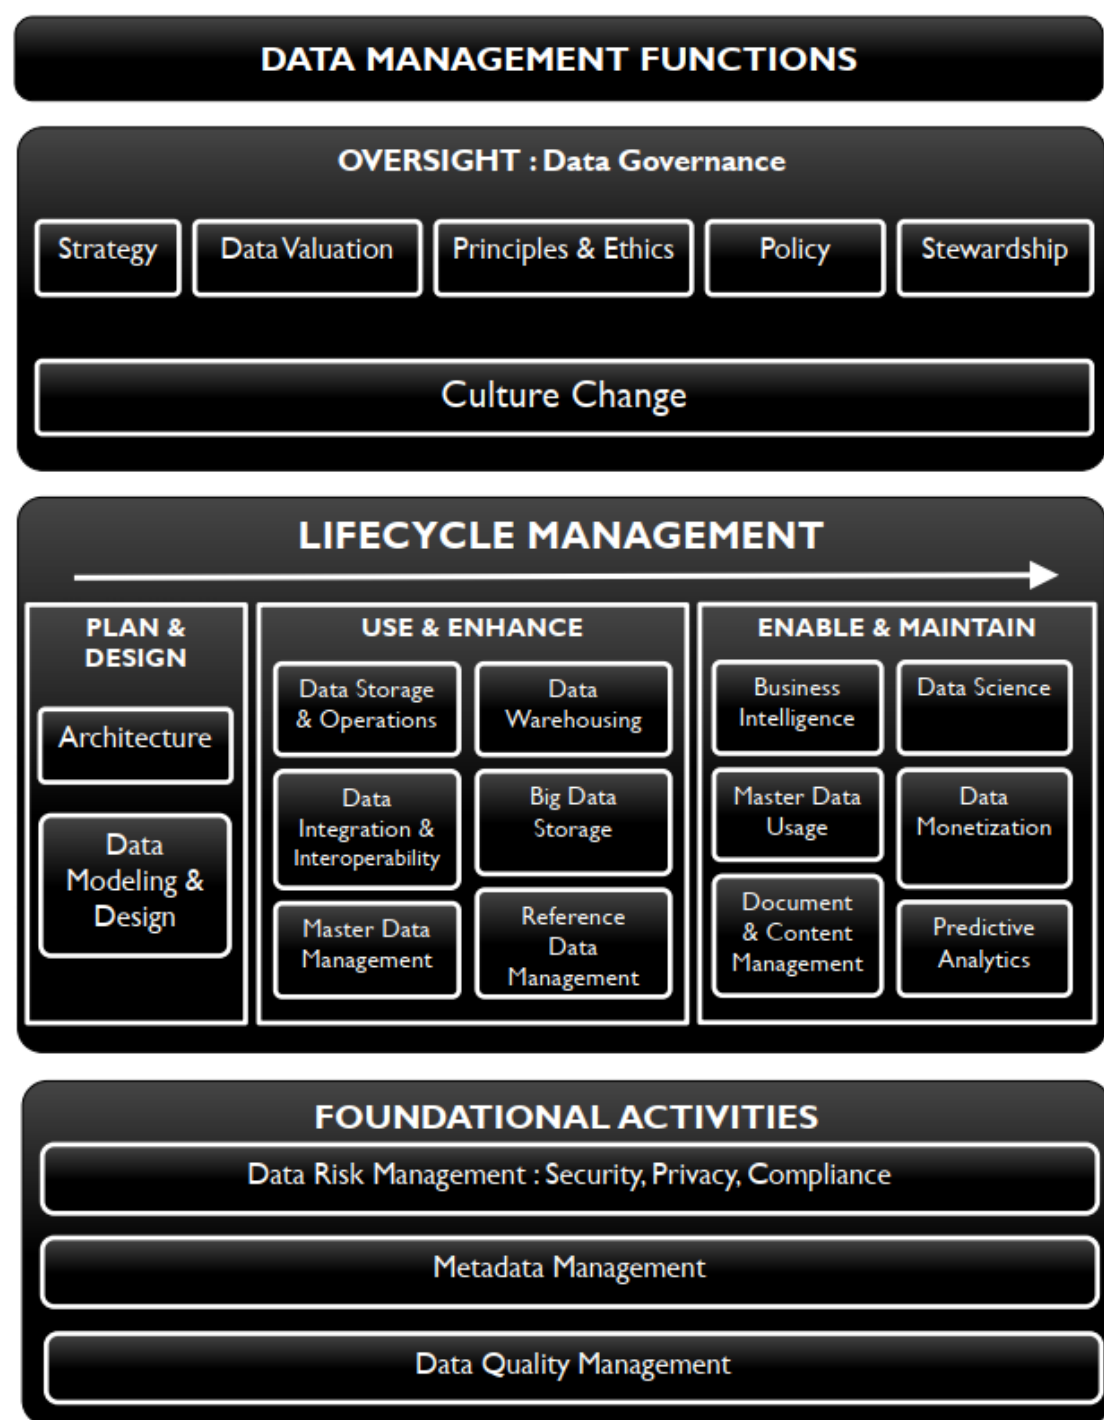 DATA MANAGEMENT FUNCTIONS
OVERSIGHT : Data Governance
Strategy
Data Valuation
Principles & Ethics
Policy
Stewardship
Culture Change
LIFECYCLE MANAGEMENT
PLAN &
DESIGN
Architecture
Data
Modeling &
Design
USE & ENHANCE
Data Storage
& Operations
Data
Warehousing
Data
Integration &
Interoperability
Big Data
Storage
Master Data
Management
Reference
Data
Management
ENABLE & MAINTAIN
Business
Intelligence
Data Science
Master Data
Usage
Data
Monetization
Document
& Content
Management
Predictive
Analytics
FOUNDATIONAL ACTIVITIES
Data Risk Management : Security, Privacy, Compliance
Metadata Management
Data Quality Management